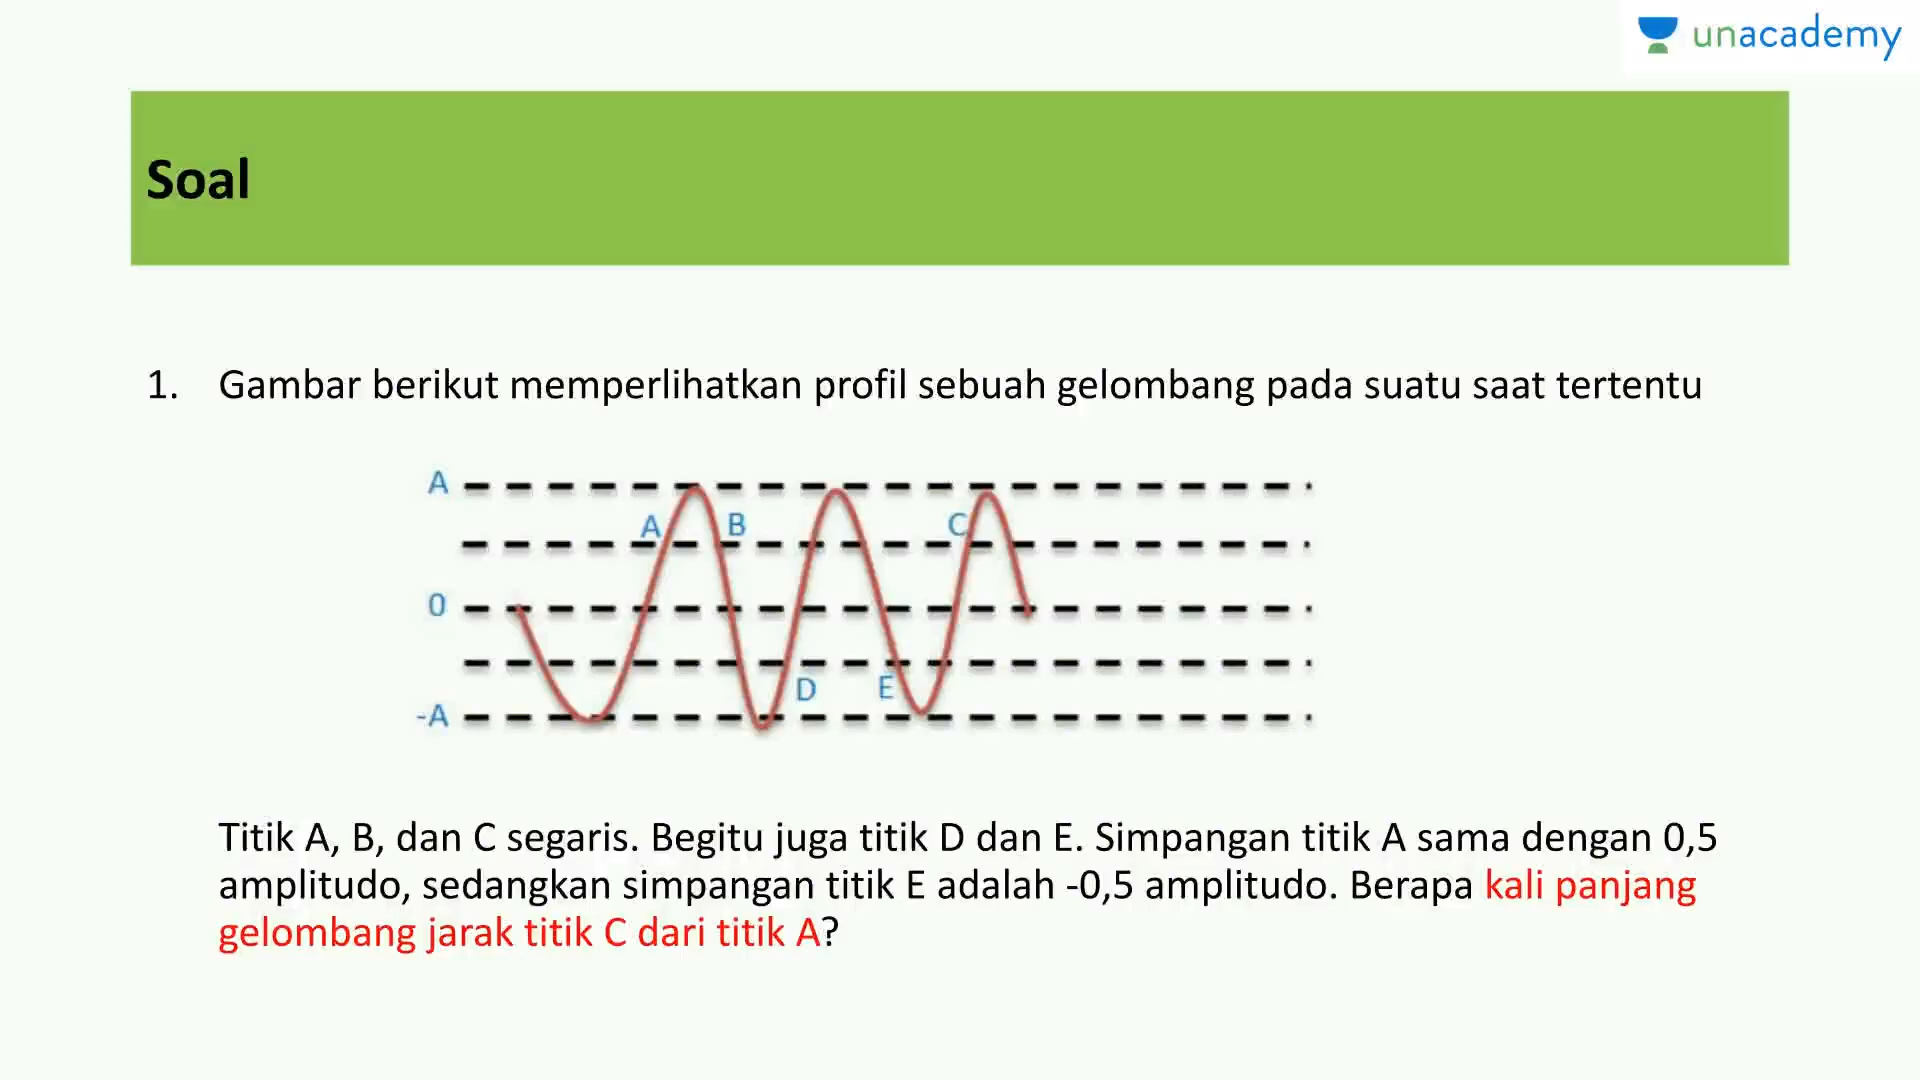 unacademy
Soal
1. Gambar berikut memperlihatkan profil sebuah gelombang pada suatu saat tertentu
A
A B C
0
D E
-A
Titik A, B, dan C segaris. Begitu juga titik D dan E. Simpangan titik A sama dengan 0,5
amplitudo, sedangkan simpangan titik E adalah -0,5 amplitudo. Berapa kali panjang
gelombang jarak titik C dari titik A?